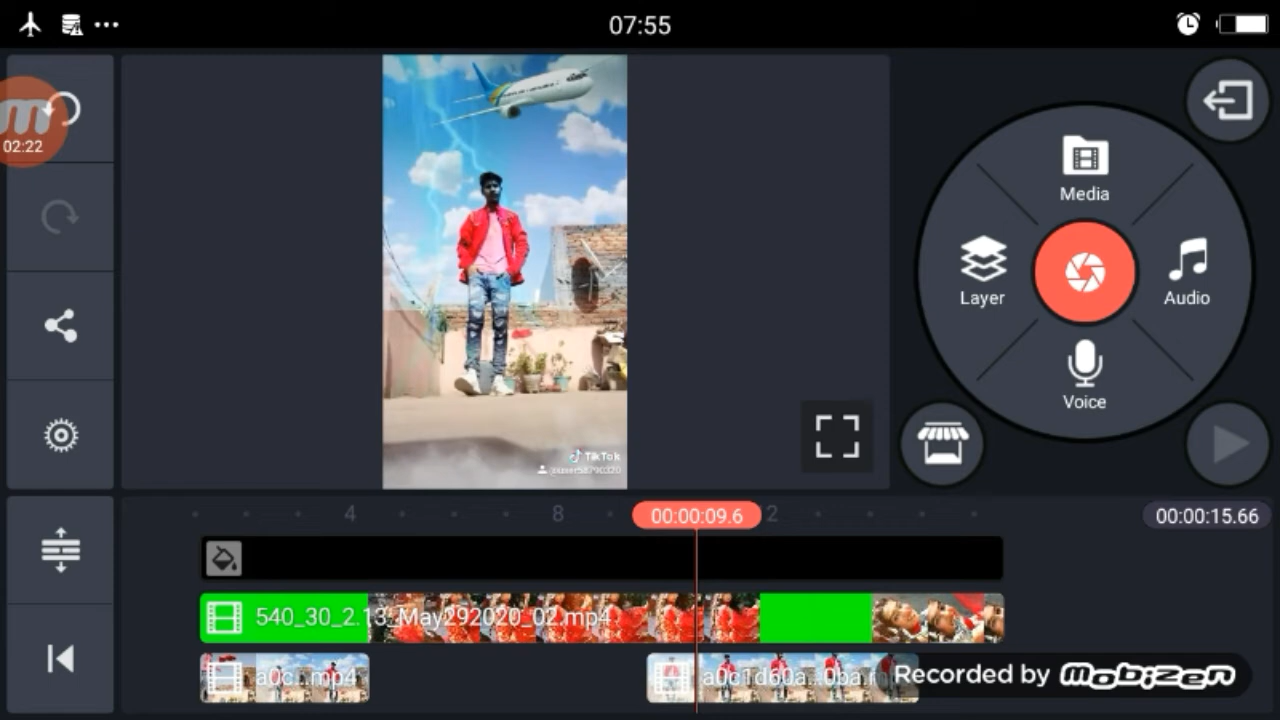 07:55
02:22
Media
Layer
Audio
Voice
TikTok
4
8
00:00:09.6
2
00:00:15.66
540_30_2.13_May292020_02.mp4
a0c...mp4
a0c1d60a...0ba.m
Recorded by mobizen